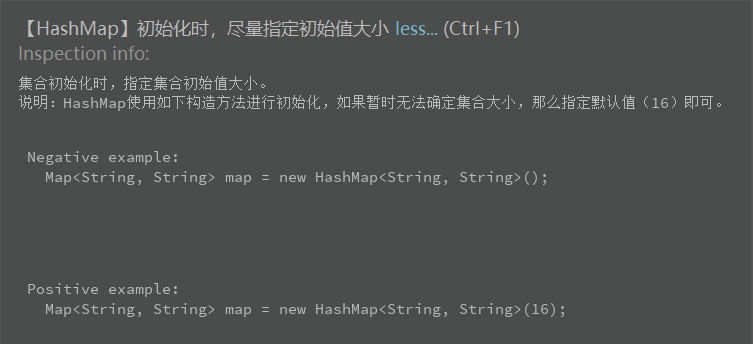 【HashMap】初始化时，尽量指定初始值大小 less... (Ctrl+F1)
Inspection info:
集合初始化时，指定集合初始值大小。
说明：HashMap使用如下构造方法进行初始化，如果暂时无法确定集合大小，那么指定默认值（16）即可。
Negative example:
Map<String, String> map = new HashMap<String, String>();
Positive example:
Map<String, String> map = new HashMap<String, String>(16);